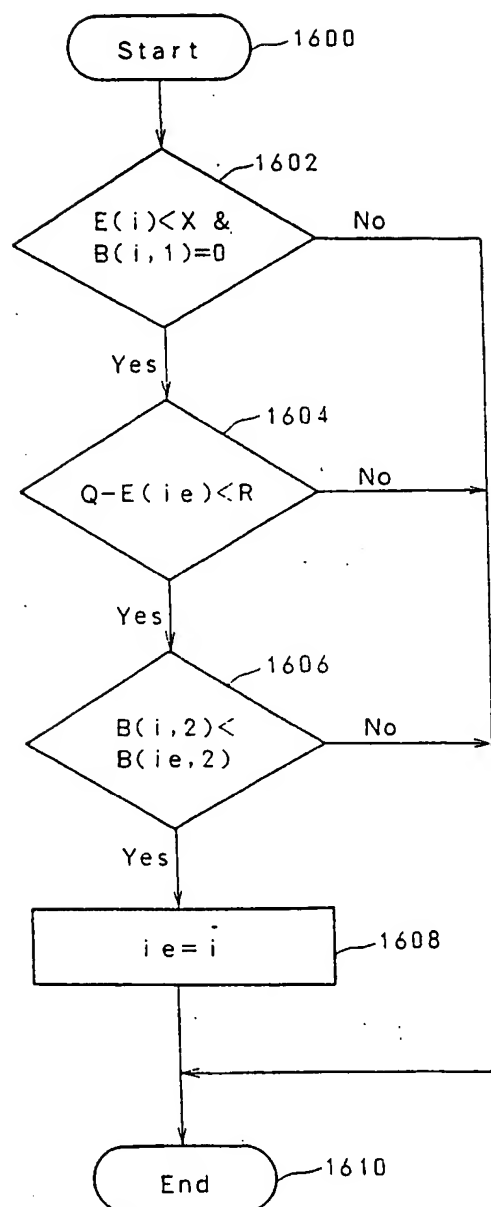 Start
1600
1602
E(i)<X &
B(i,1)=0
No
Yes
1604
Q-E(ie)<R
No
Yes
1606
B(i,2)<
B(ie,2)
No
Yes
ie=i
1608
End
1610